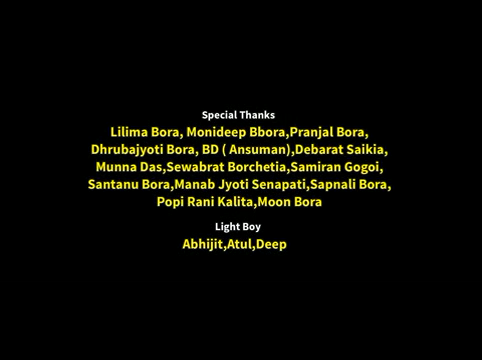 Special Thanks
Lilima Bora, Monideep Bbora,Pranjal Bora,
Dhrubajyoti Bora, BD ( Ansuman),Debarat Saikia,
Munna Das,Sewabrat Borchetia,Samiran Gogoi,
Santanu Bora,Manab Jyoti Senapati,Sapnali Bora,
Popi Rani Kalita,Moon Bora
Light Boy
Abhijit,Atul,Deep